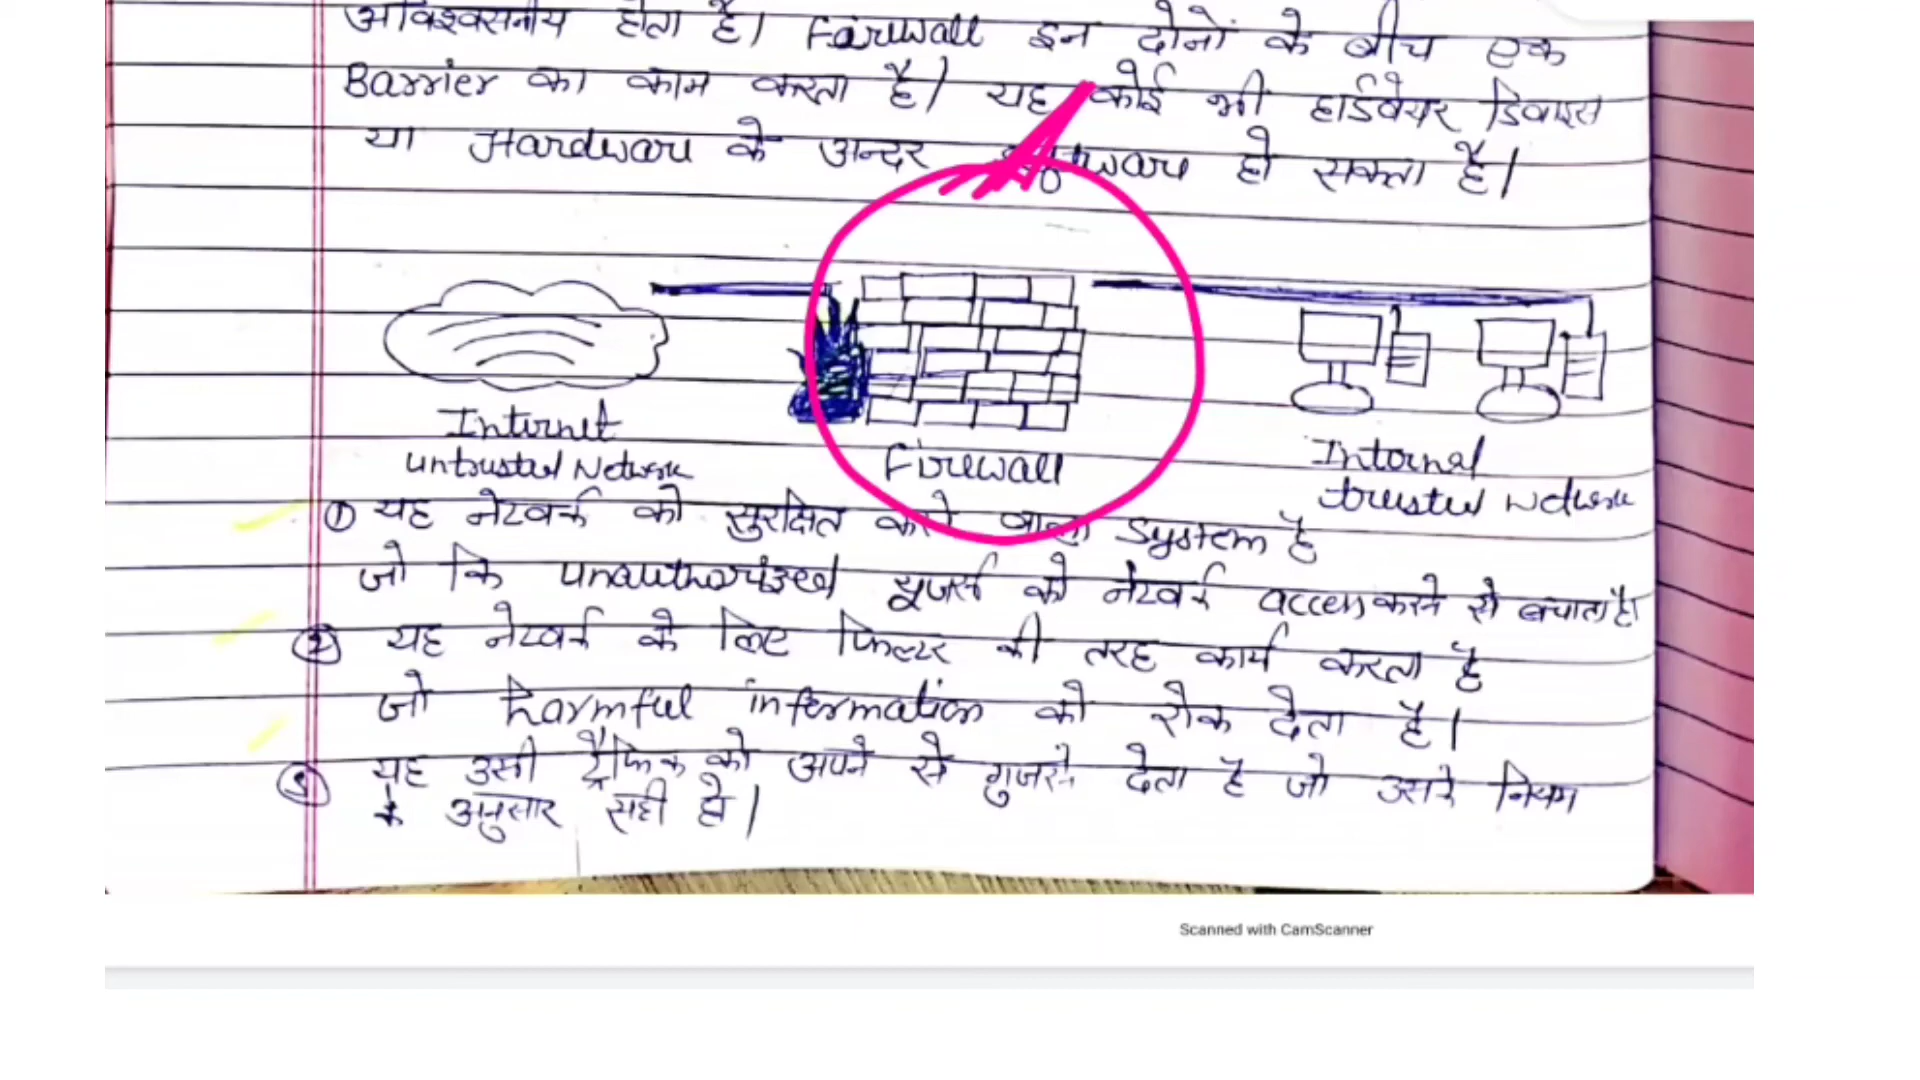 अविश्वसनीय होता है। Fairwall इन दोनों के बीच एक
Barrier का काम करता है। यह कोई भी हार्डवेयर डिवाइस
या Hardware के अन्दर Software हो सकता है।
Internet
untrusted Network
Firewall
Internal
trusted Network
① यह नेटवर्क को सुरक्षित करने वाला System है
जो कि unauthorized यूजर्स को नेटवर्क access करने से बचाता है।
② यह नेटवर्क के लिए फिल्टर की तरह कार्य करता है
जो harmful information को रोक देता है।
③ यह उसी ट्रैफिक को अपने से गुजरने देता है जो उसके नियम
के अनुसार सही हो।
Scanned with CamScanner